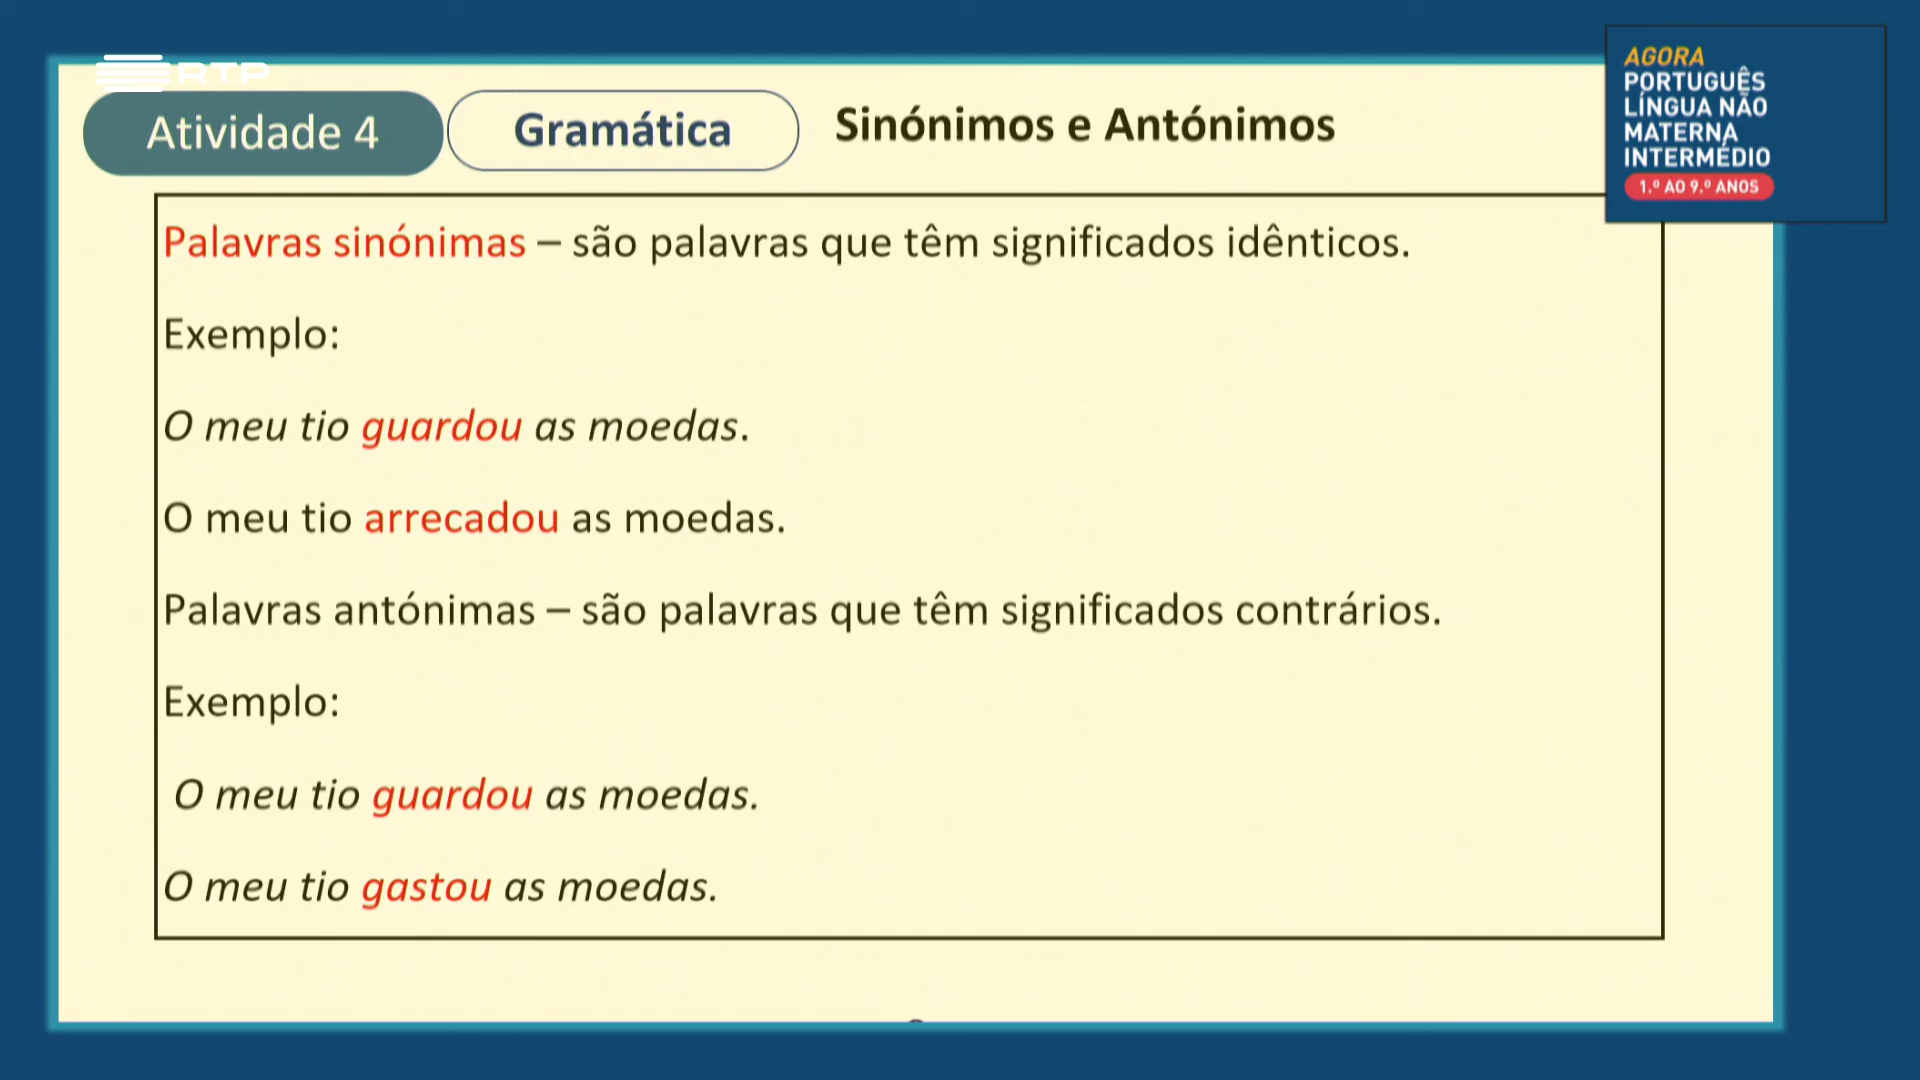 RTP
AGORA
PORTUGUÊS
LÍNGUA NÃO
MATERNA
INTERMÉDIO
1.º AO 9.º ANOS
Atividade 4
Gramática
Sinónimos e Antónimos
Palavras sinónimas – são palavras que têm significados idênticos.
Exemplo:
O meu tio guardou as moedas.
O meu tio arrecadou as moedas.
Palavras antónimas – são palavras que têm significados contrários.
Exemplo:
O meu tio guardou as moedas.
O meu tio gastou as moedas.